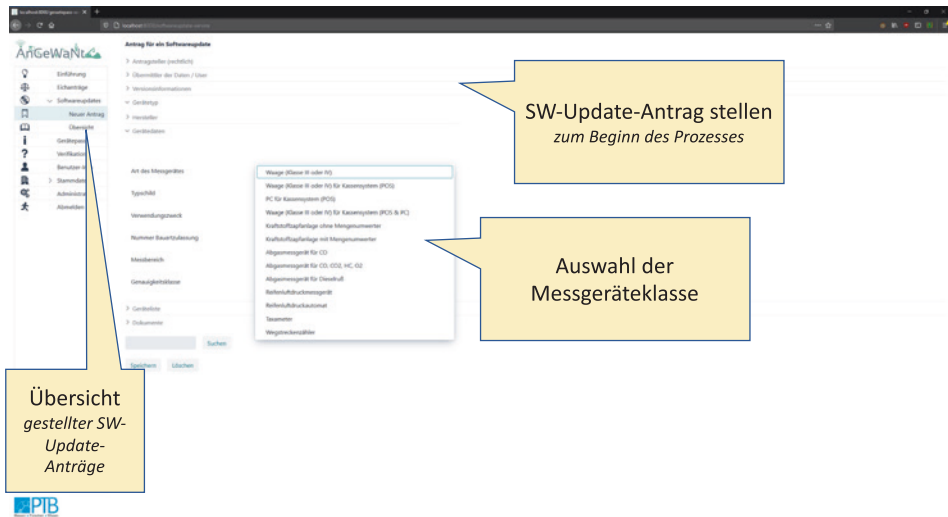 Antrag für ein Softwareupdate
AnGeWaNt
Antragsteller (rechtlich)
Übermittler der Daten / User
Versionsinformationen
Gerätetyp
Hersteller
Gerätedaten
Einführung
Eichanträge
Softwareupdates
Neuer Antrag
Übersicht
Gerätepass
Verifikation
Benutzer
Stammdaten
Abmelden
Art des Messgerätes
Typschild
Verwendungszweck
Nummer Bauartzulassung
Messbereich
Genauigkeitsklasse
Waage (Klasse III oder IV)
Waage (Klasse III oder IV) für Kassensystem (POS)
PC für Kassensystem (POS)
Waage (Klasse III oder IV) für Kassensystem (POS & PC)
Kraftstoffzapfanlage ohne Mengenumwerter
Kraftstoffzapfanlage mit Mengenumwerter
Abgasmessgerät für CO
Abgasmessgerät für CO, CO2, HC, O2
Abgasmessgerät für Dieselruß
Reifenluftdruckmessgerät
Reifenluftdruckautomat
Taxameter
Wegstreckenzähler
Geräteliste
Dokumente
Suchen
Speichern
Löschen
SW-Update-Antrag stellen
zum Beginn des Prozesses
Auswahl der
Messgeräteklasse
Übersicht
gestellter SW-
Update-
Anträge
PTB